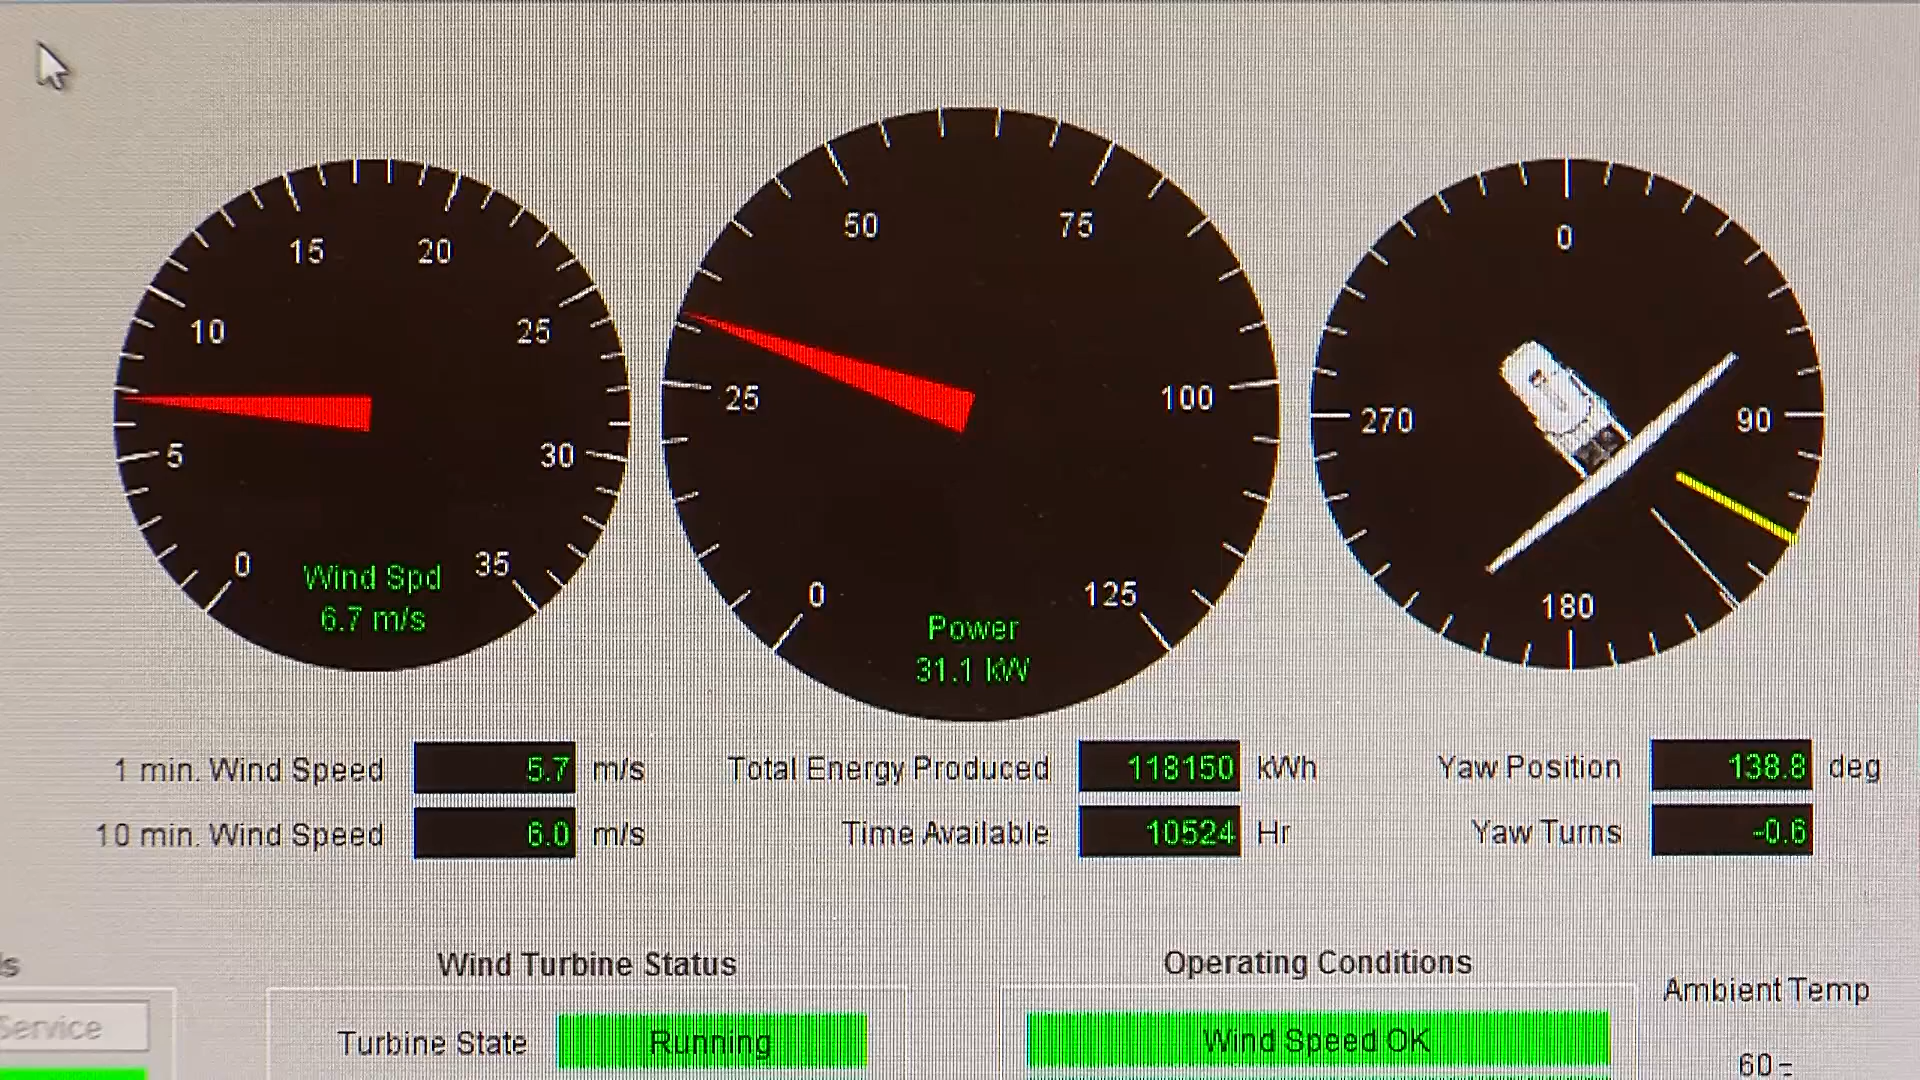 15 20
10 25
5 30
0 35
Wind Spd
6.7 m/s
50 75
25 100
0 125
Power
31.1 kW
0
270 90
180
1 min. Wind Speed 5.7 m/s
10 min. Wind Speed 6.0 m/s
Total Energy Produced 118150 kWh
Time Available 10524 Hr
Yaw Position 138.8 deg
Yaw Turns -0.6
ls
Service
Wind Turbine Status
Turbine State Running
Operating Conditions
Wind Speed OK
Ambient Temp
60